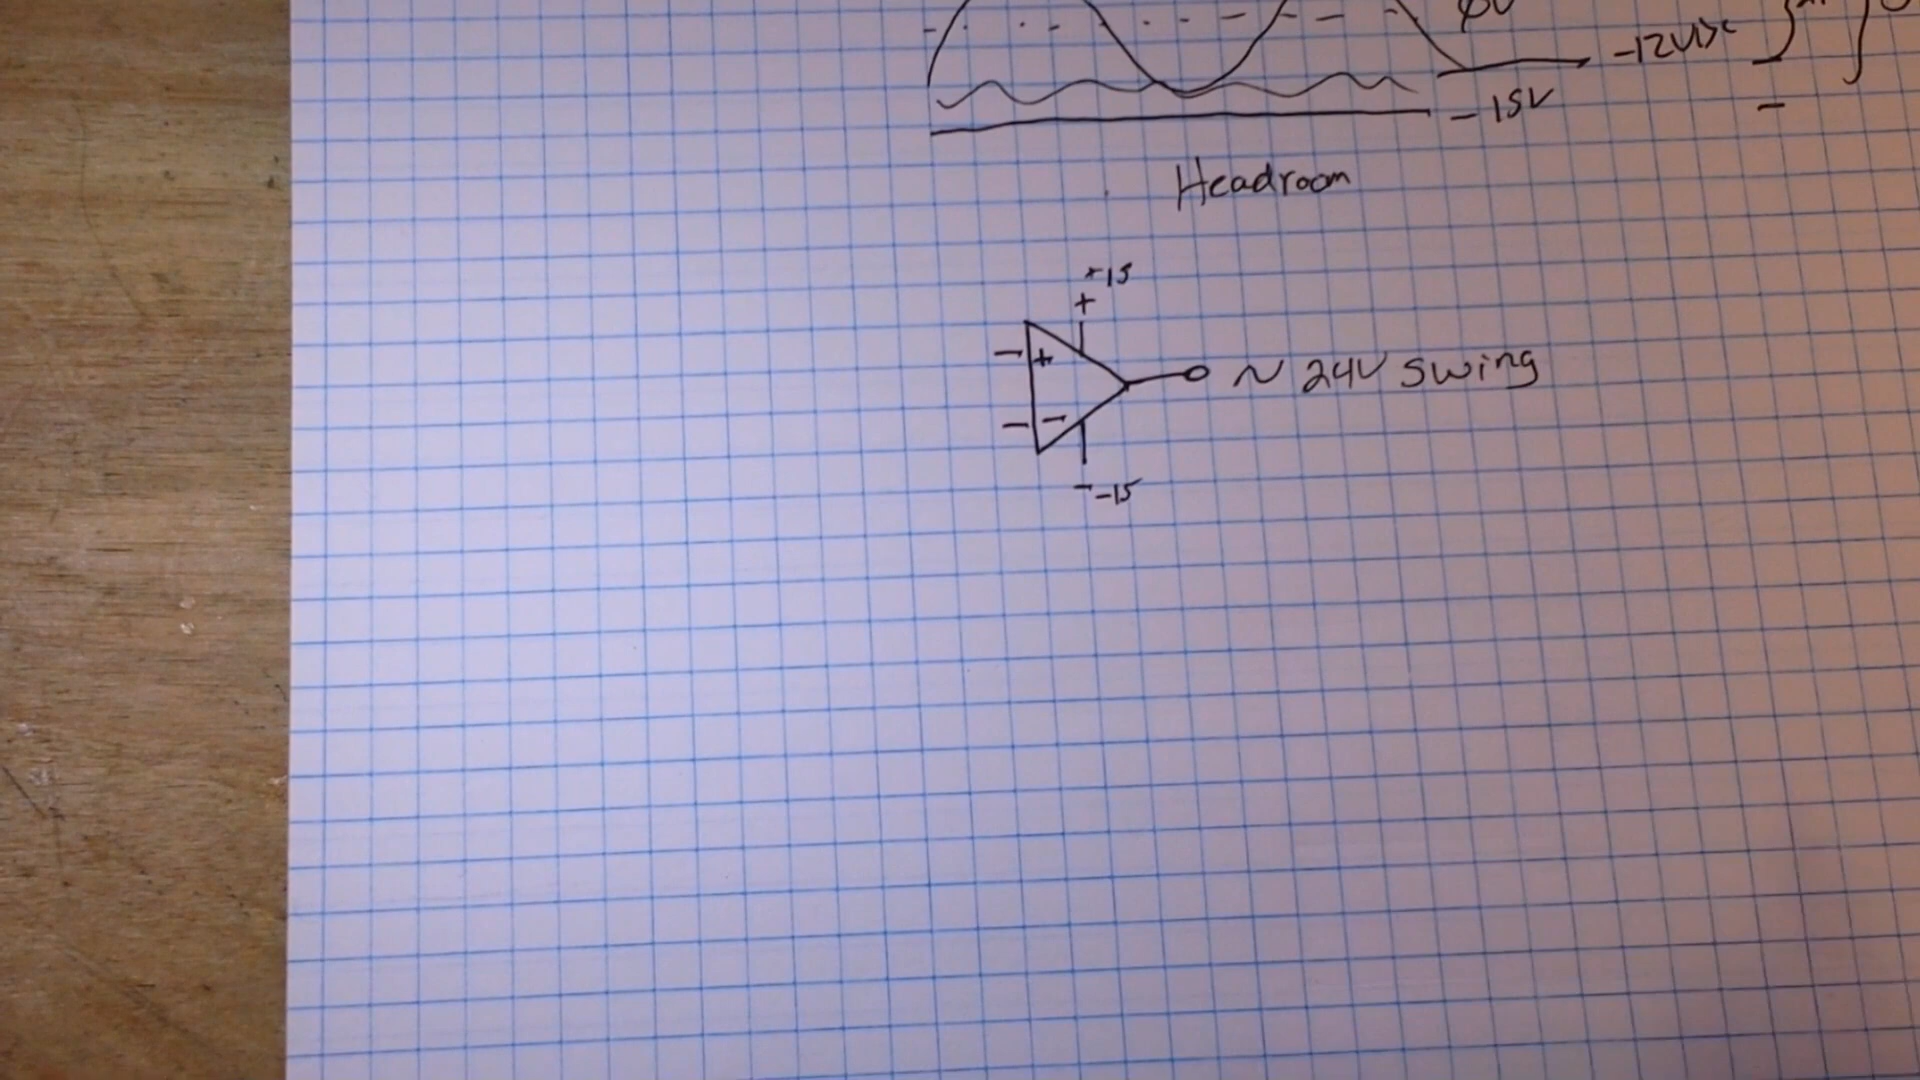 -12VDC
-15V
Headroom
+15
+
+
~ 24V swing
-
- -15